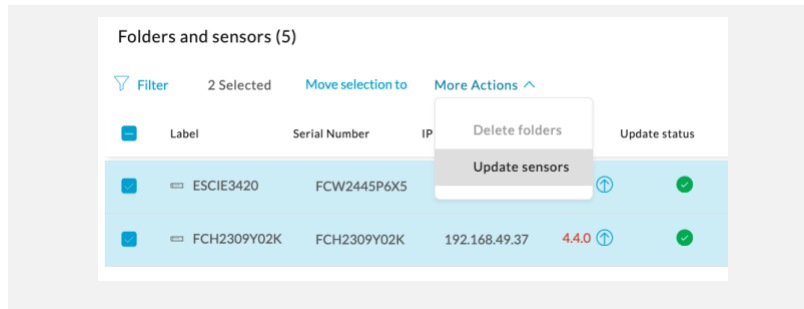 Folders and sensors (5)
Filter 2 Selected Move selection to More Actions
Label Serial Number IP Delete folders Update status
Update sensors
ESCIE3420 FCW2445P6X5
FCH2309Y02K FCH2309Y02K 192.168.49.37 4.4.0